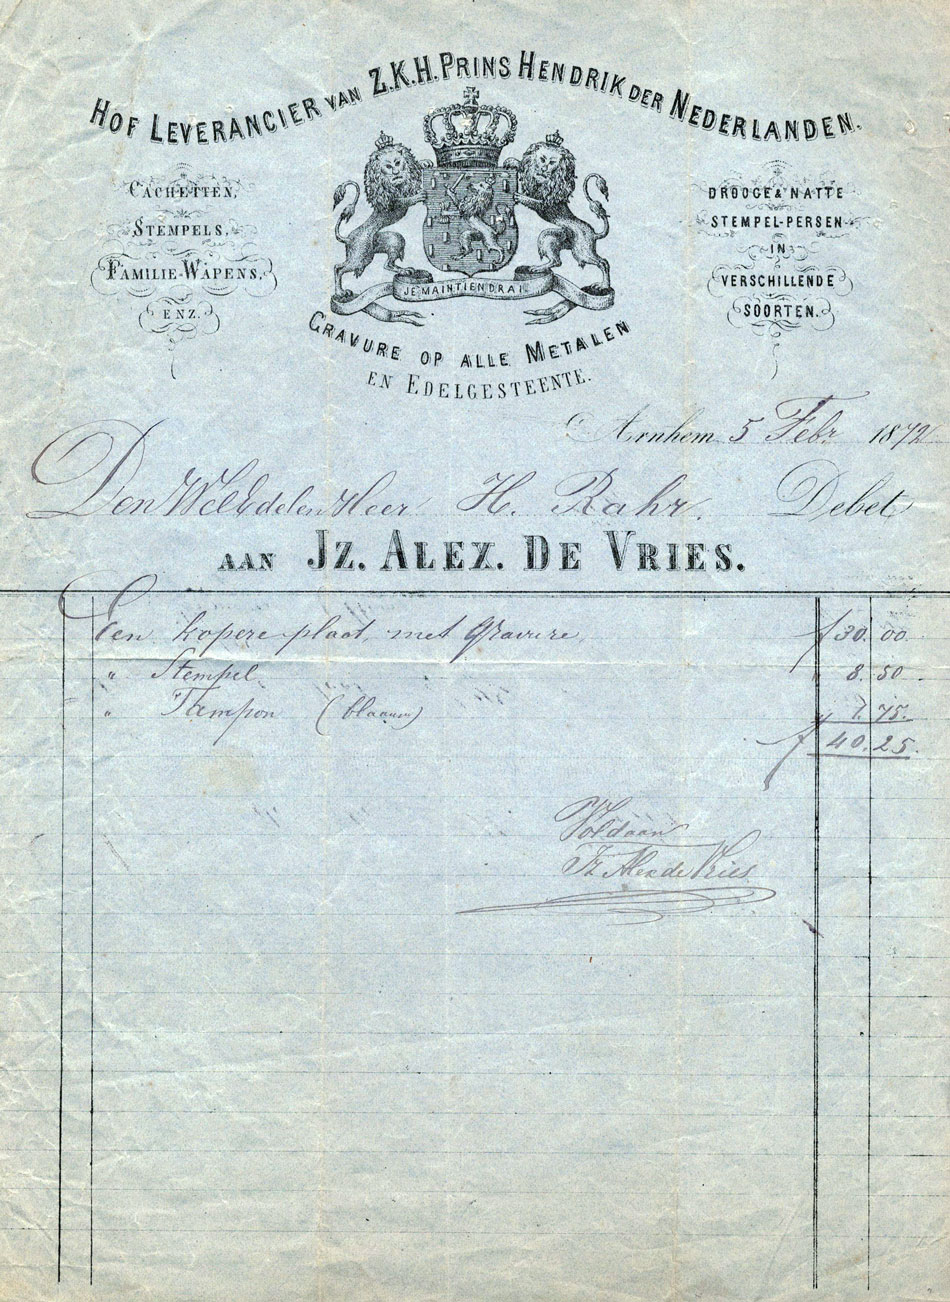 HOF LEVERANCIER VAN Z.K.H. PRINS HENDRIK DER NEDERLANDEN.
CACHETTEN,
STEMPELS,
FAMILIE-WAPENS,
ENZ.
JE MAINTIENDRAI
DROOGE & NATTE
STEMPEL-PERSEN
IN
VERSCHILLENDE
SOORTEN.
GRAVURE OP ALLE METALEN
EN EDELGESTEENTE.
Arnhem 5 Febr 1872
Den WelEdelen Heer H. Rahr. Debet
AAN JZ. ALEX. DE VRIES.
Een kopere plaat met gravure f 30. 00
" Stempel " 8. 50
" Tampon (blaauw) " 1. 75.
f 40. 25.
Voldaan
Jz Alex de Vries